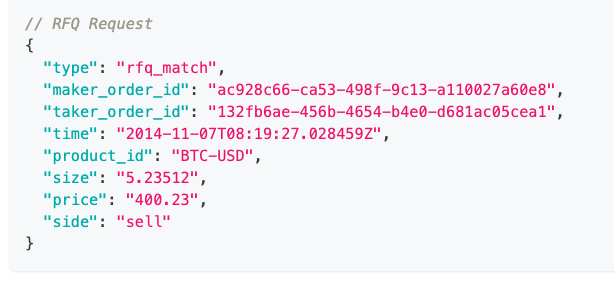 // RFQ Request
{
"type": "rfq_match",
"maker_order_id": "ac928c66-ca53-498f-9c13-a110027a60e8",
"taker_order_id": "132fb6ae-456b-4654-b4e0-d681ac05cea1",
"time": "2014-11-07T08:19:27.028459Z",
"product_id": "BTC-USD",
"size": "5.23512",
"price": "400.23",
"side": "sell"
}